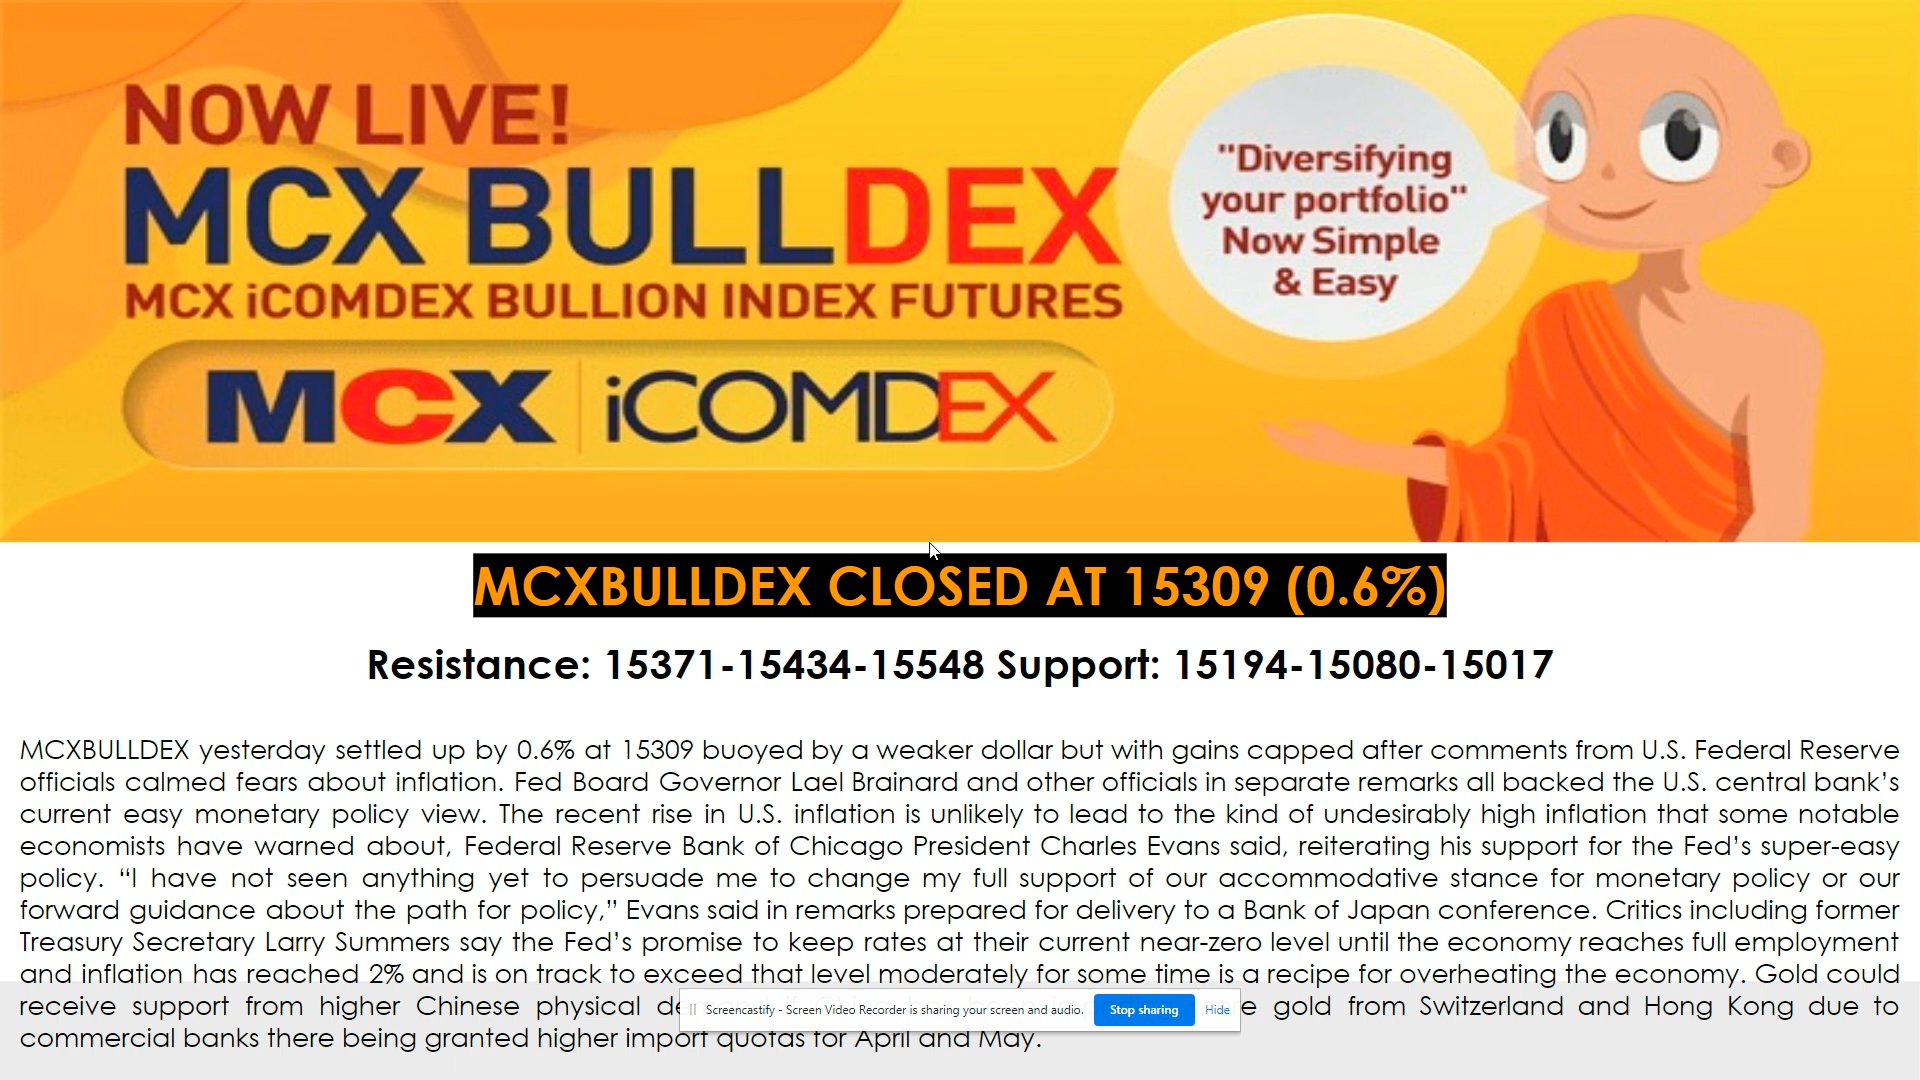 NOW LIVE!
MCX BULLDEX
MCX iCOMDEX BULLION INDEX FUTURES
MCX iCOMDEX
"Diversifying
your portfolio"
Now Simple
& Easy
MCXBULLDEX CLOSED AT 15309 (0.6%)
Resistance: 15371-15434-15548 Support: 15194-15080-15017
MCXBULLDEX yesterday settled up by 0.6% at 15309 buoyed by a weaker dollar but with gains capped after comments from U.S. Federal Reserve
officials calmed fears about inflation. Fed Board Governor Lael Brainard and other officials in separate remarks all backed the U.S. central bank’s
current easy monetary policy view. The recent rise in U.S. inflation is unlikely to lead to the kind of undesirably high inflation that some notable
economists have warned about, Federal Reserve Bank of Chicago President Charles Evans said, reiterating his support for the Fed’s super-easy
policy. “I have not seen anything yet to persuade me to change my full support of our accommodative stance for monetary policy or our
forward guidance about the path for policy,” Evans said in remarks prepared for delivery to a Bank of Japan conference. Critics including former
Treasury Secretary Larry Summers say the Fed’s promise to keep rates at their current near-zero level until the economy reaches full employment
and inflation has reached 2% and is on track to exceed that level moderately for some time is a recipe for overheating the economy. Gold could
receive support from higher Chinese physical gold from Switzerland and Hong Kong due to
commercial banks there being granted higher import quotas for April and May.
Screencastify - Screen Video Recorder is sharing your screen and audio.
Stop sharing
Hide